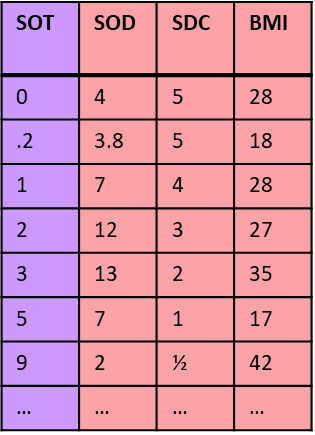 SOT SOD SDC BMI
0 4 5 28
.2 3.8 5 18
1 7 4 28
2 12 3 27
3 13 2 35
5 7 1 17
9 2 ½ 42
... ... ... ...